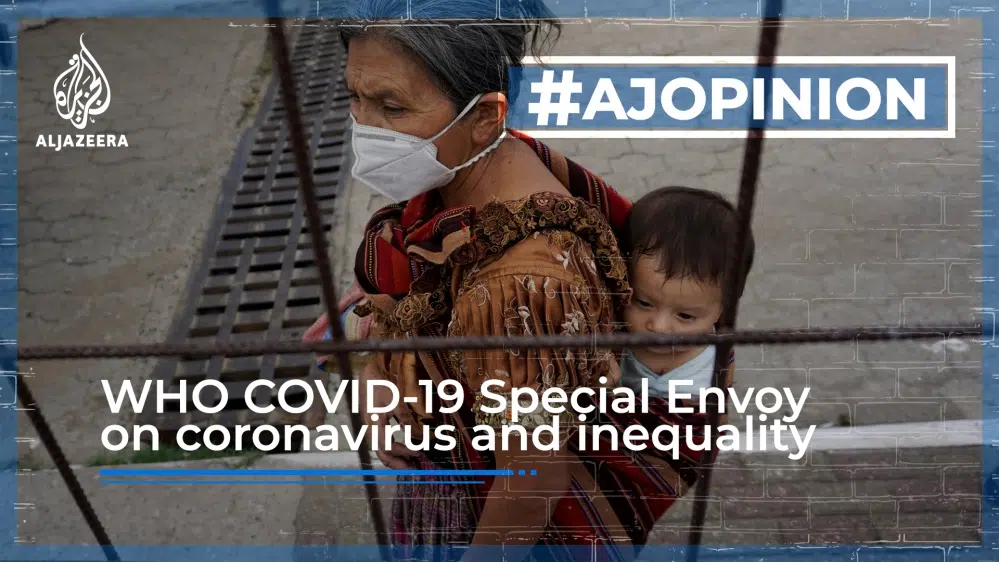 ALJAZEERA
#AJOPINION
WHO COVID-19 Special Envoy
on coronavirus and inequality